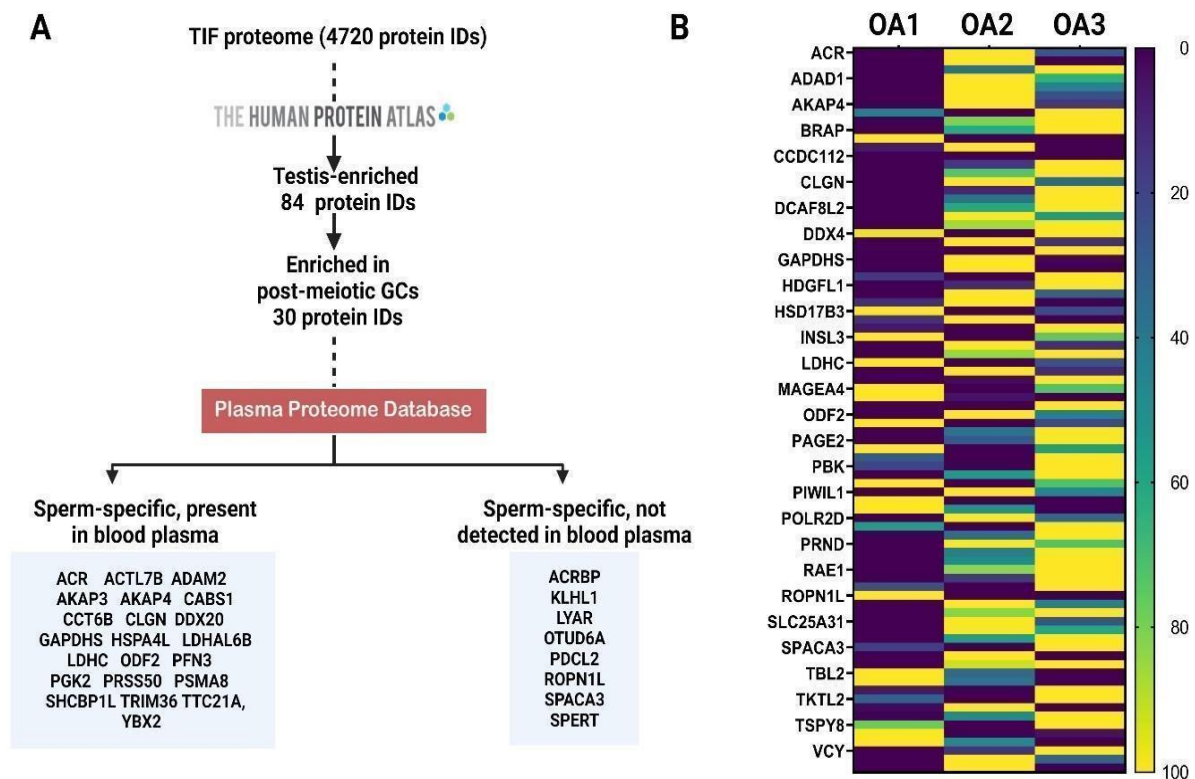 A
TIF proteome (4720 protein IDs)
THE HUMAN PROTEIN ATLAS
Testis-enriched
84 protein IDs
Enriched in
post-meiotic GCs
30 protein IDs
Plasma Proteome Database
Sperm-specific, present
in blood plasma
ACR ACTL7B ADAM2
AKAP3 AKAP4 CABS1
CCT6B CLGN DDX20
GAPDHS HSPA4L LDHAL6B
LDHC ODF2 PFN3
PGK2 PRSS50 PSMA8
SHCBP1L TRIM36 TTC21A,
YBX2
Sperm-specific, not
detected in blood plasma
ACRBP
KLHL1
LYAR
OTUD6A
PDCL2
ROPN1L
SPACA3
SPERT
B
OA1 OA2 OA3
ACR
ADAD1
AKAP4
BRAP
CCDC112
CLGN
DCAF8L2
DDX4
GAPDHS
HDGFL1
HSD17B3
INSL3
LDHC
MAGEA4
ODF2
PAGE2
PBK
PIWIL1
POLR2D
PRND
RAE1
ROPN1L
SLC25A31
SPACA3
TBL2
TKTL2
TSPY8
VCY
0
20
40
60
80
100